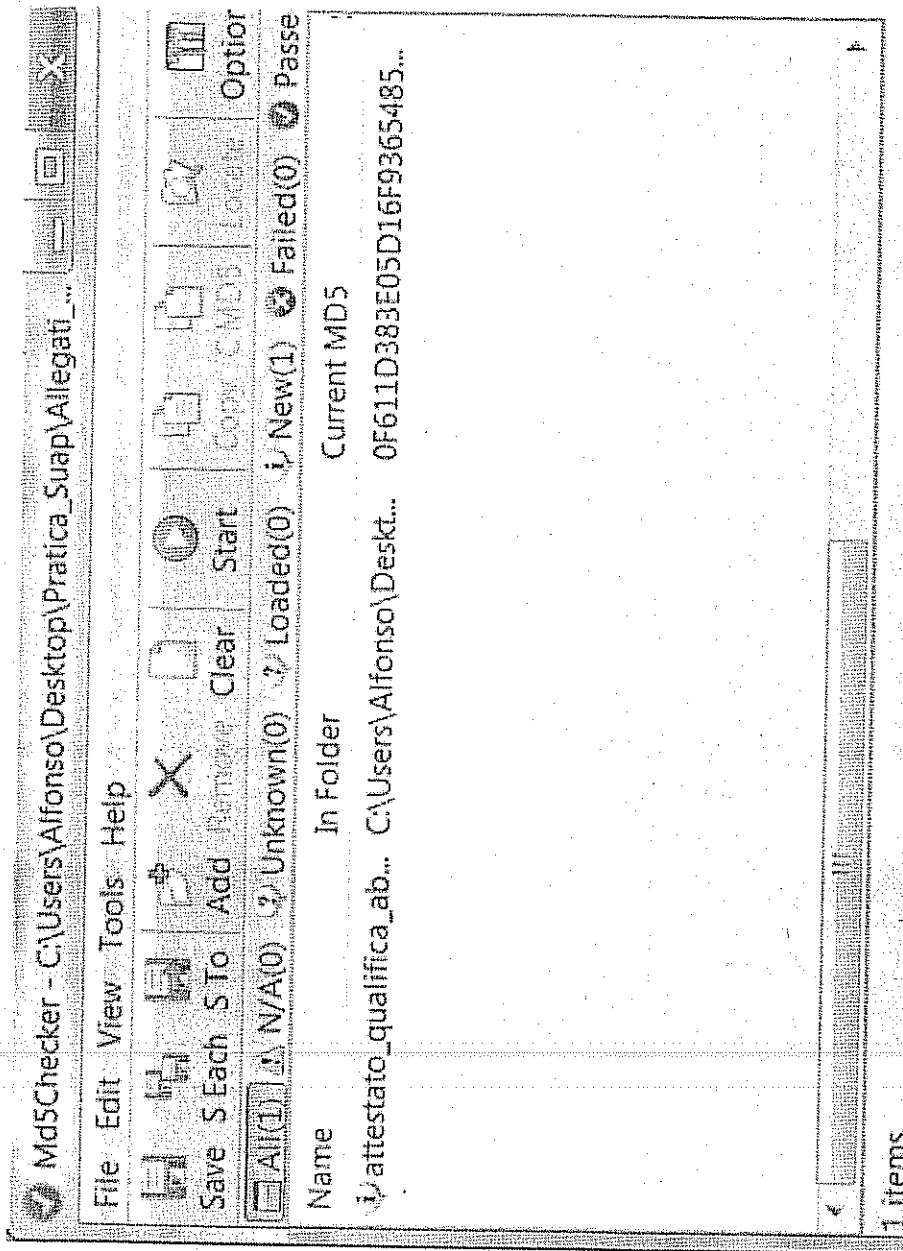 Md5Checker - C:\Users\Alfonso\Desktop\Pratica_Suap\Allegati_...
File Edit View Tools Help
Save S Each S To Add Remove Clear Start Copy C MD5 Locate Option
All(1) N/A(0) Unknown(0) Loaded(0) New(1) Failed(0) Passe
Name In Folder Current MD5
attestato_qualifica_ab... C:\Users\Alfonso\Deskt... 0F611D383E05D16F9365485...
1 items